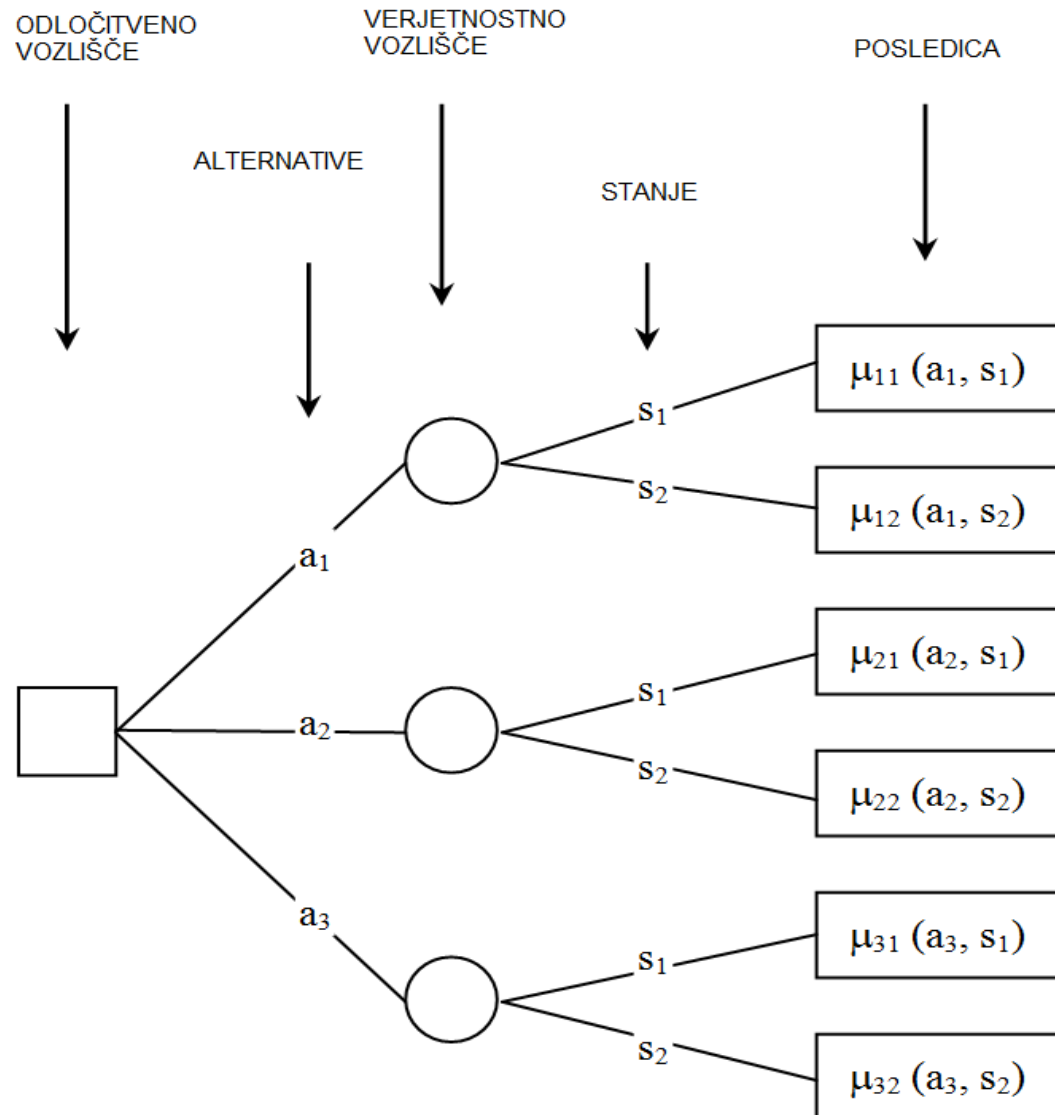 ODLOČITVENO
VOZLIŠČE
VERJETNOSTNO
VOZLIŠČE
POSLEDICA
ALTERNATIVE
STANJE
μ₁₁ (a₁, s₁)
s₁
s₂
μ₁₂ (a₁, s₂)
a₁
μ₂₁ (a₂, s₁)
s₁
a₂
s₂
μ₂₂ (a₂, s₂)
a₃
μ₃₁ (a₃, s₁)
s₁
s₂
μ₃₂ (a₃, s₂)